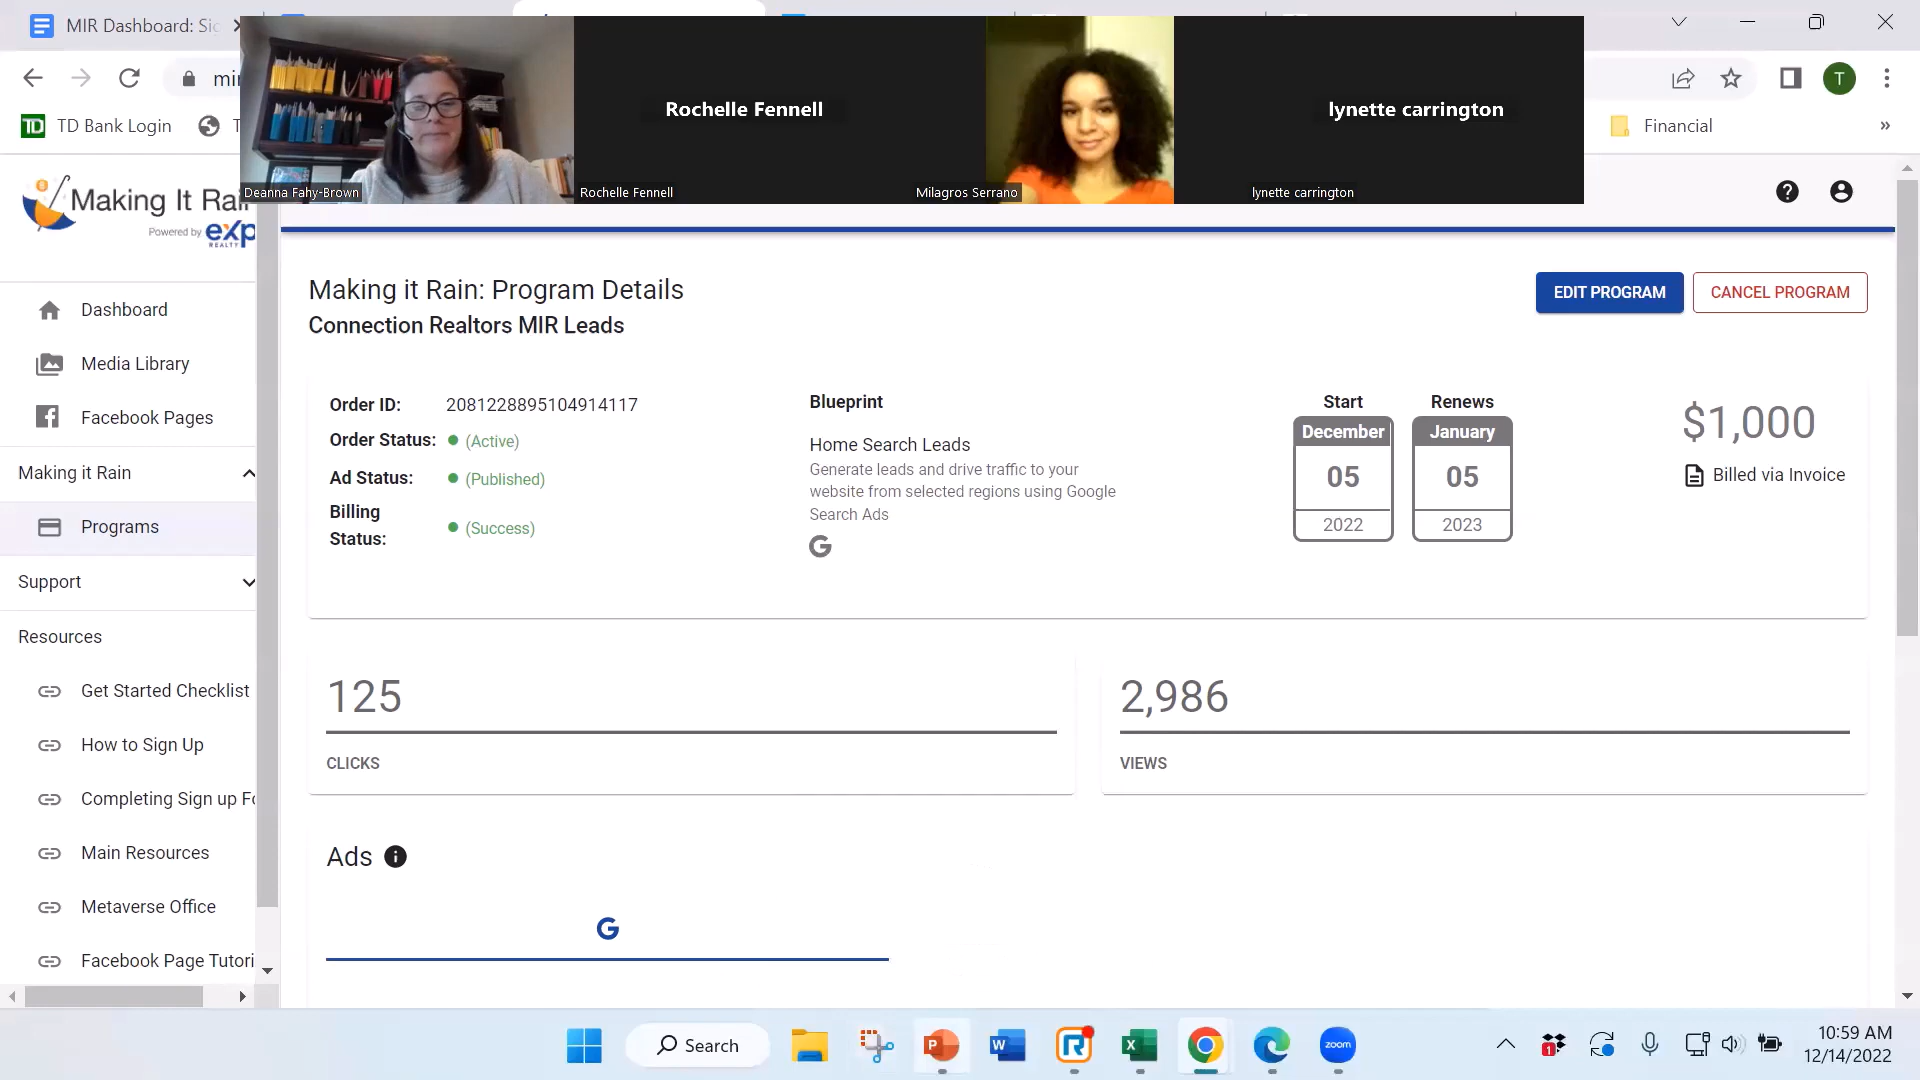 MIR Dashboard: Si
mi
TD Bank Login
T
Financial
»
T
Rochelle Fennell
lynette carrington
Deanna Fahy-Brown
Rochelle Fennell
Milagros Serrano
lynette carrington
Making It Rai
Powered by exp
REALTY
Dashboard
Media Library
Facebook Pages
Making it Rain
Programs
Support
Resources
Get Started Checklist
How to Sign Up
Completing Sign up Fo
Main Resources
Metaverse Office
Facebook Page Tutori
Making it Rain: Program Details
Connection Realtors MIR Leads
EDIT PROGRAM
CANCEL PROGRAM
Order ID: 2081228895104914117
Order Status: (Active)
Ad Status: (Published)
Billing
Status: (Success)
Blueprint
Home Search Leads
Generate leads and drive traffic to your
website from selected regions using Google
Search Ads
G
Start
December
05
2022
Renews
January
05
2023
$1,000
Billed via Invoice
125
CLICKS
2,986
VIEWS
Ads
G
Search
zoom
10:59 AM
12/14/2022